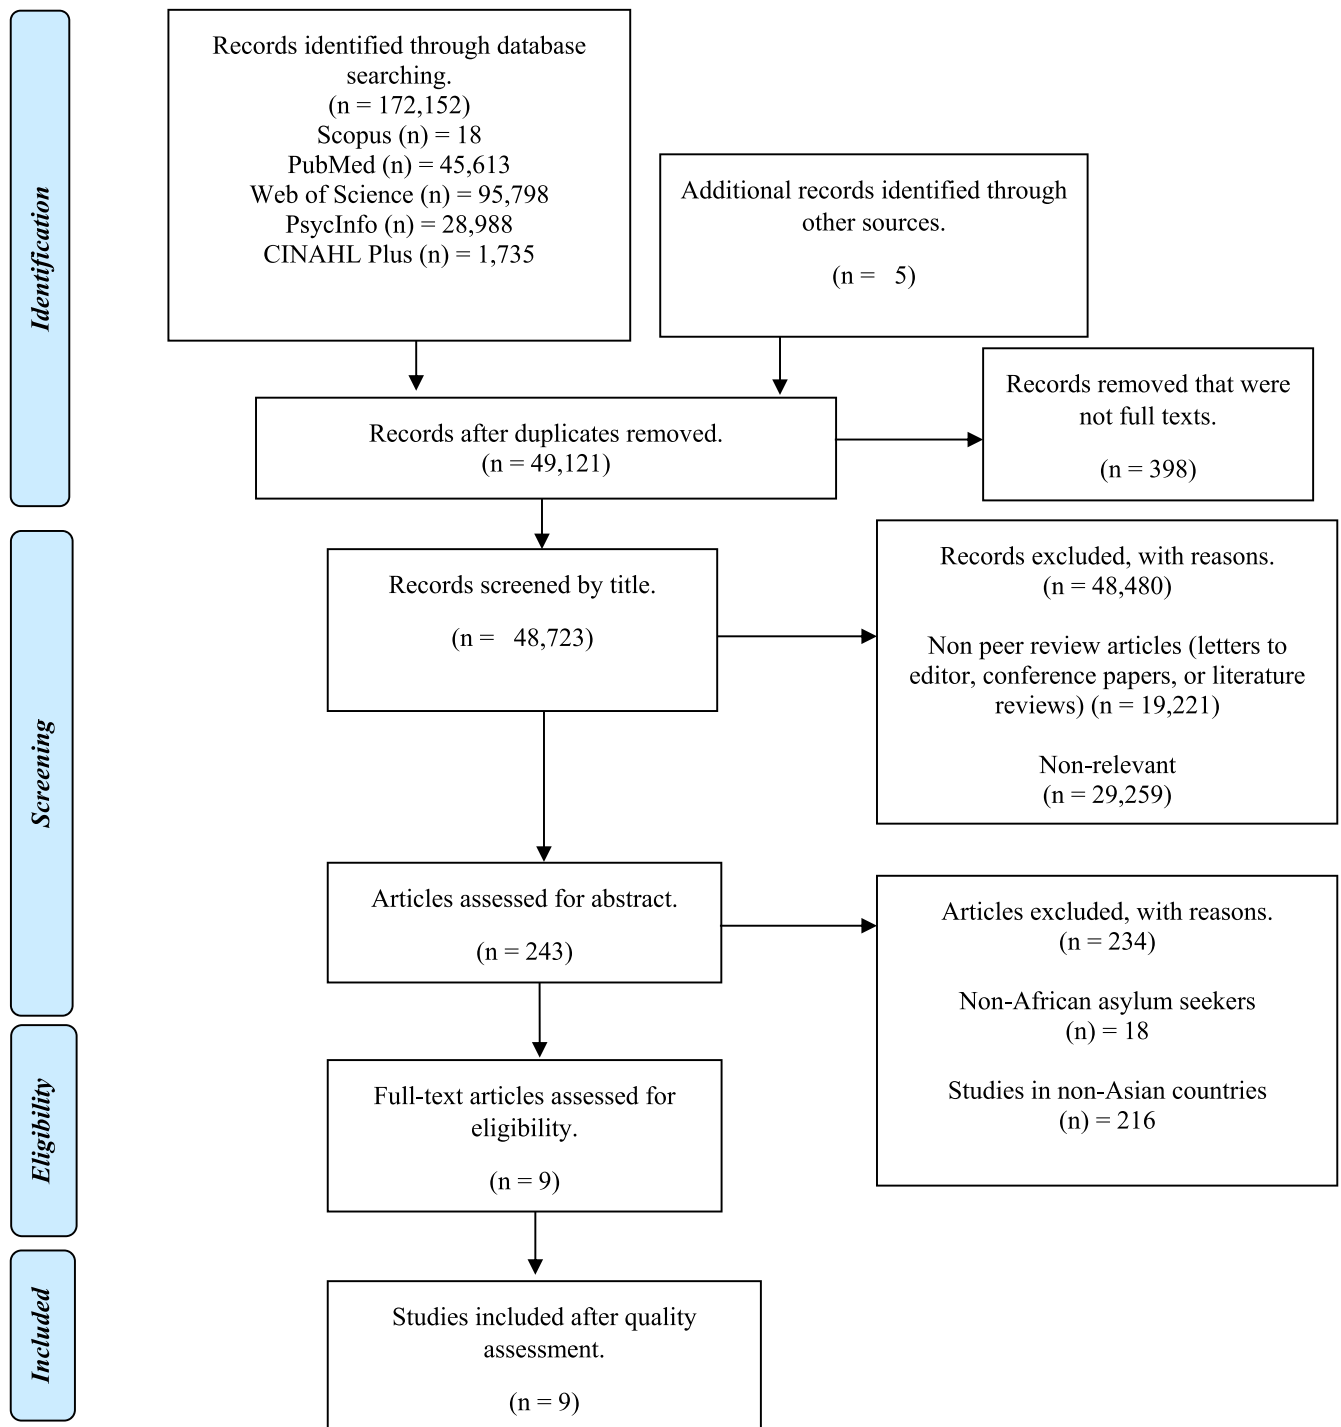 Identification
Records identified through database
searching.
(n = 172,152)
Scopus (n) = 18
PubMed (n) = 45,613
Web of Science (n) = 95,798
PsycInfo (n) = 28,988
CINAHL Plus (n) = 1,735
Additional records identified through
other sources.
(n = 5)
Records after duplicates removed.
(n = 49,121)
Records removed that were
not full texts.
(n = 398)
Screening
Records screened by title.
(n = 48,723)
Records excluded, with reasons.
(n = 48,480)
Non peer review articles (letters to
editor, conference papers, or literature
reviews) (n = 19,221)
Non-relevant
(n = 29,259)
Articles assessed for abstract.
(n = 243)
Articles excluded, with reasons.
(n = 234)
Non-African asylum seekers
(n) = 18
Studies in non-Asian countries
(n) = 216
Eligibility
Full-text articles assessed for
eligibility.
(n = 9)
Included
Studies included after quality
assessment.
(n = 9)